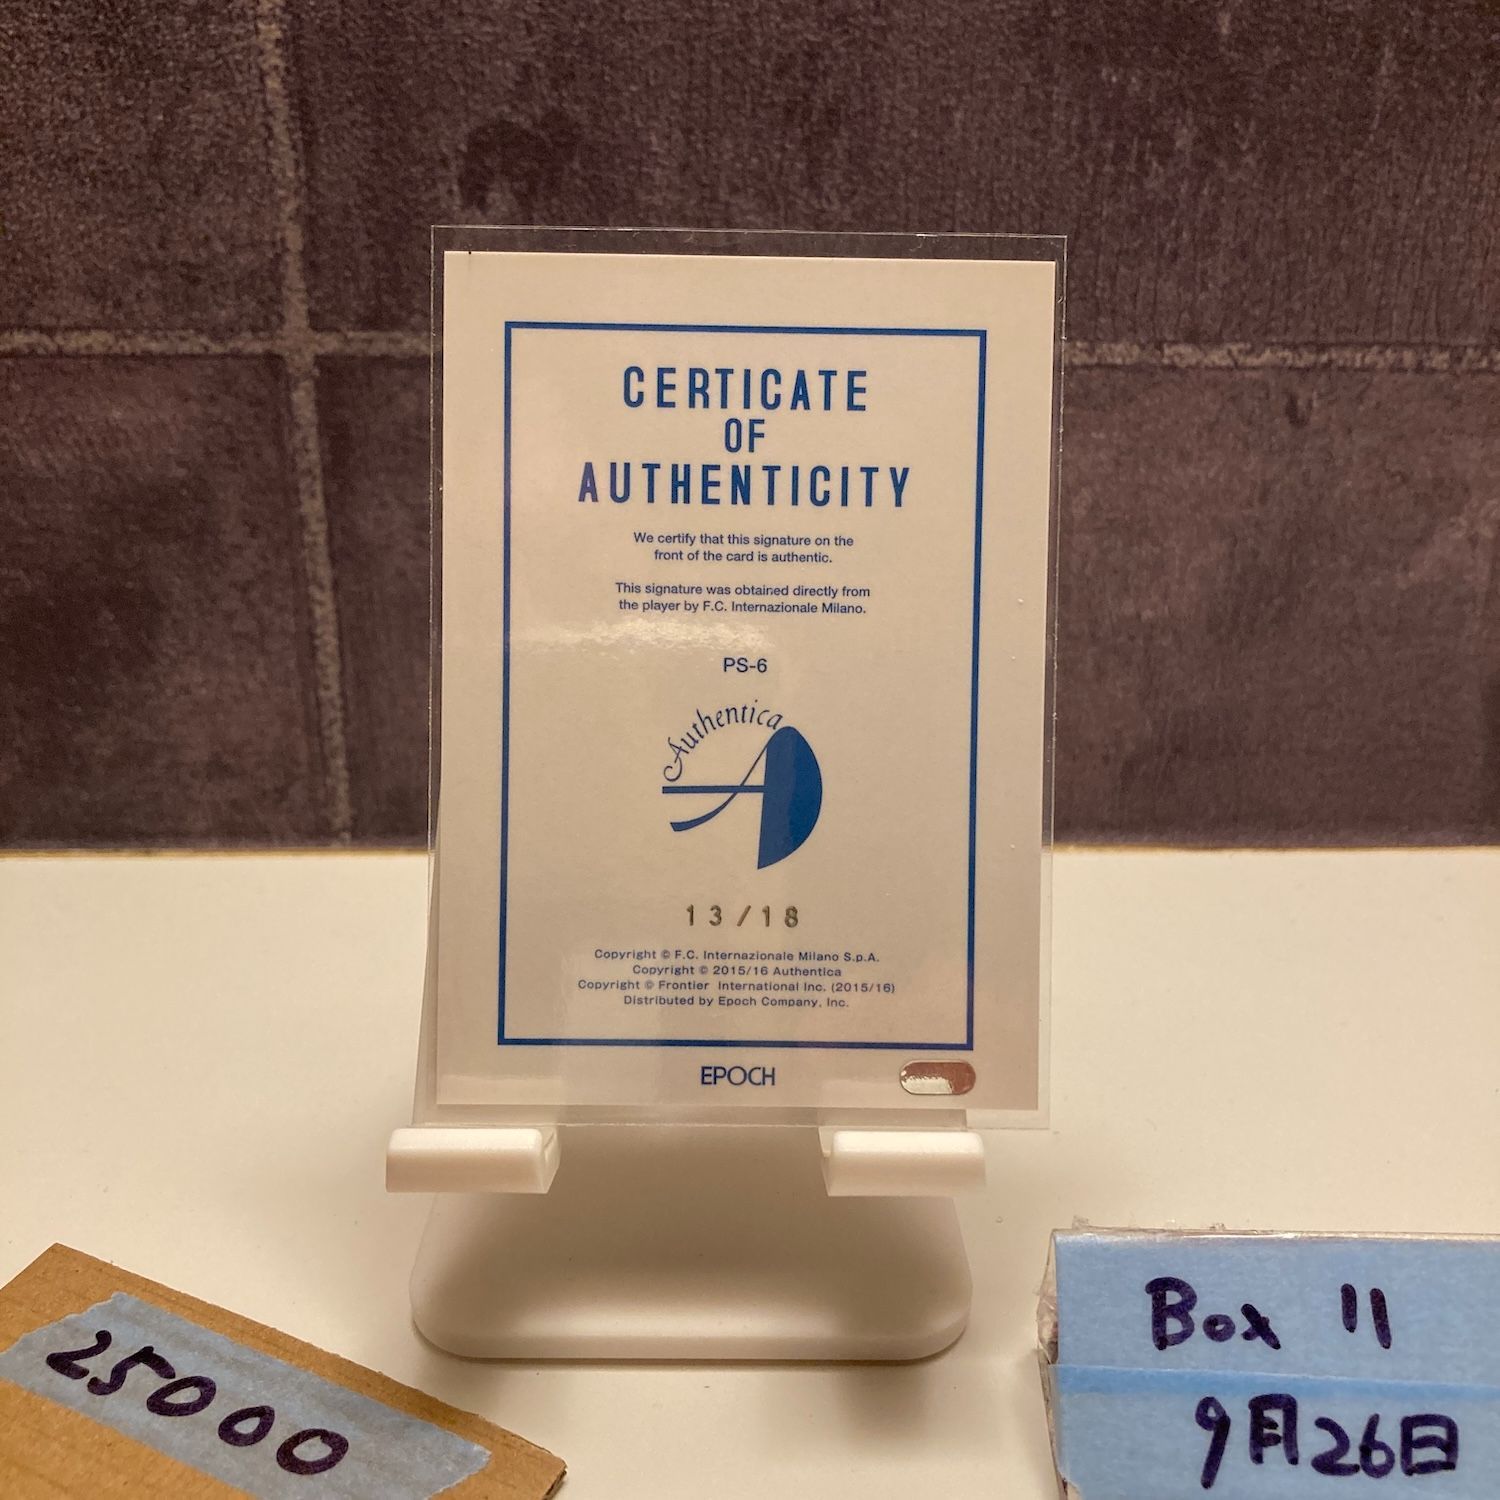 CERTICATE
OF
AUTHENTICITY
We certify that this signature on the
front of the card is authentic.
This signature was obtained directly from
the player by F.C. Internazionale Milano.
PS-6
Authentica
13/18
Copyright © F.C. Internazionale Milano S.p.A.
Copyright © 2015/16 Authentica
Copyright © Frontier International Inc. (2015/16)
Distributed by Epoch Company, Inc.
EPOCH
25000
Box 11
9月26日